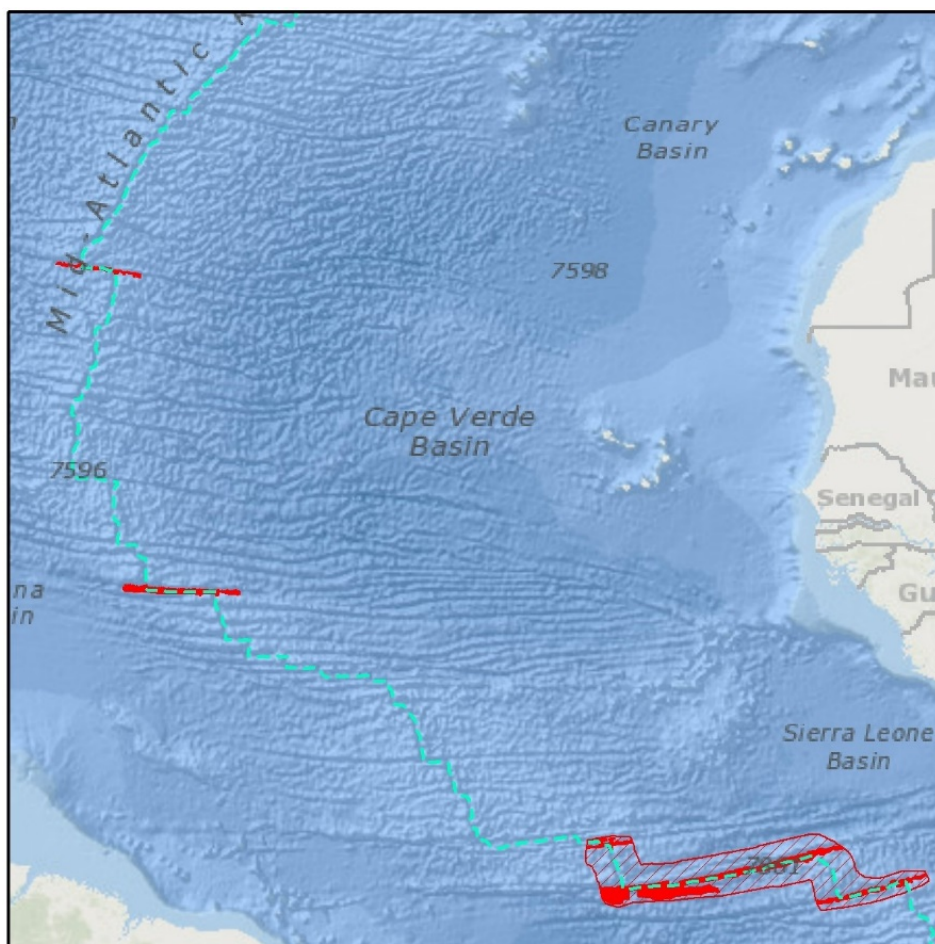 Mid-Atlantic
Canary
Basin
7598
Mau
Cape Verde
Basin
7596
Senegal
na
in
Gu
Sierra Leone
Basin